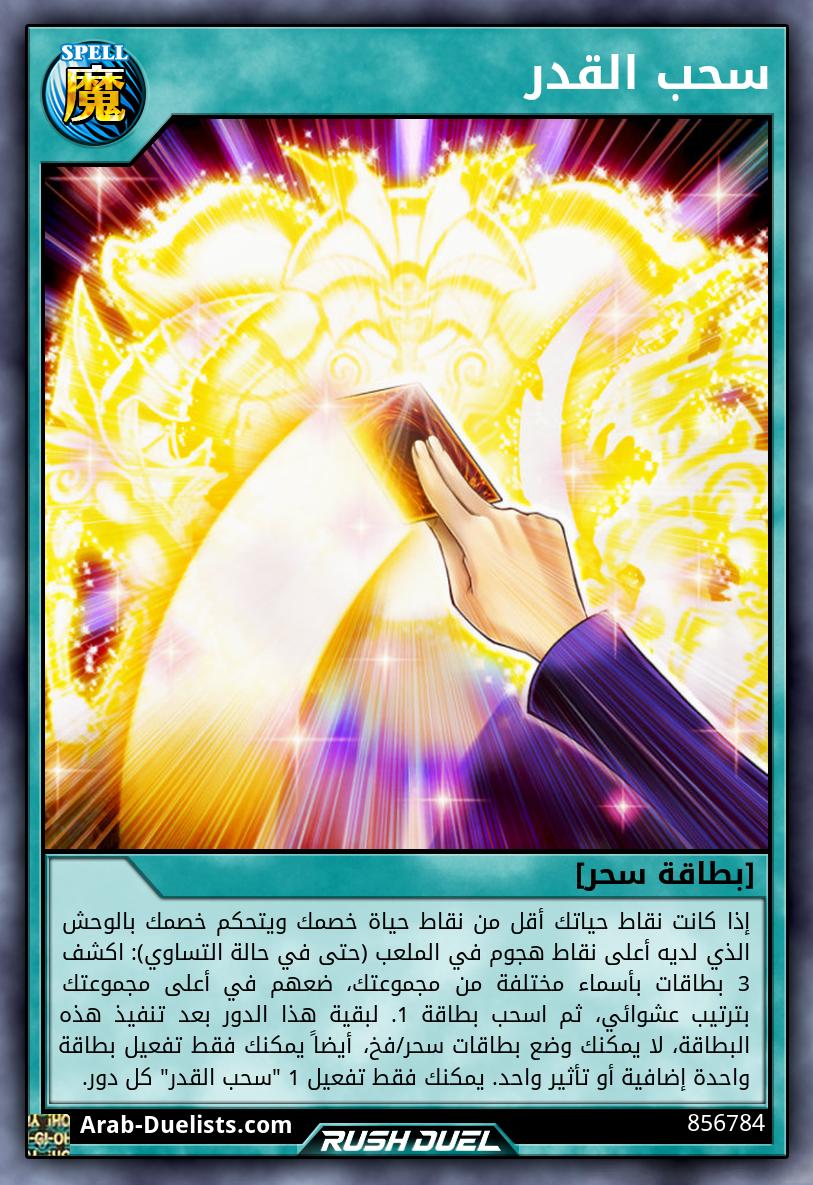 SPELL
魔
سحب القدر
[بطاقة سحر]
إذا كانت نقاط حياتك أقل من نقاط حياة خصمك ويتحكم خصمك بالوحش
الذي لديه أعلى نقاط هجوم في الملعب (حتى في حالة التساوي): اكشف
3 بطاقات بأسماء مختلفة من مجموعتك، ضعهم في أعلى مجموعتك
بترتيب عشوائي، ثم اسحب بطاقة 1. لبقية هذا الدور بعد تنفيذ هذه
البطاقة، لا يمكنك وضع بطاقات سحر/فخ، أيضاً يمكنك فقط تفعيل بطاقة
واحدة إضافية أو تأثير واحد. يمكنك فقط تفعيل 1 "سحب القدر" كل دور.
Arab-Duelists.com
RUSH DUEL
856784